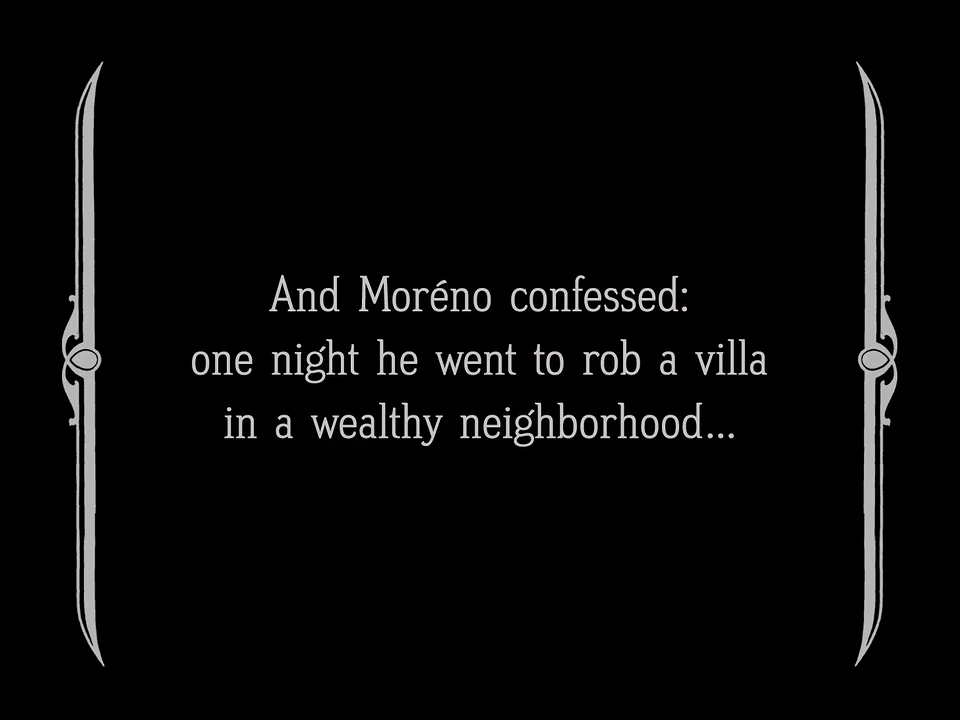 And Moréno confessed:
one night he went to rob a villa
in a wealthy neighborhood...